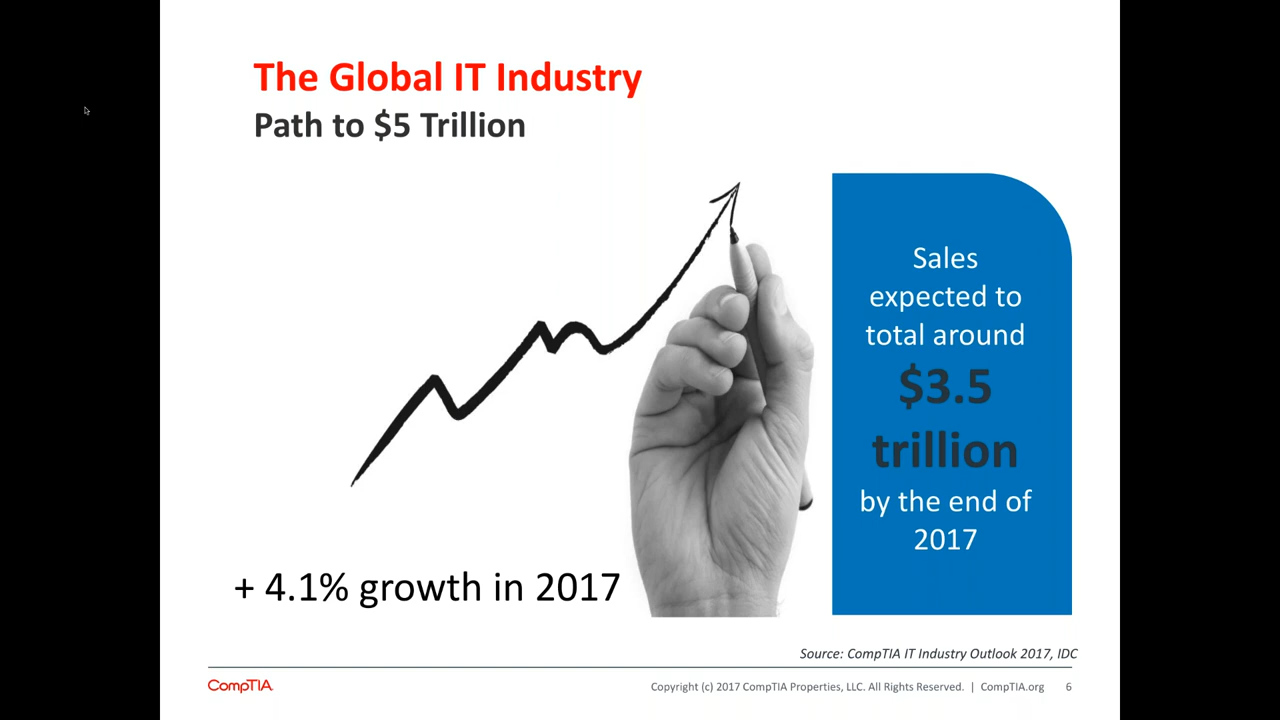 The Global IT Industry
Path to $5 Trillion
Sales
expected to
total around
$3.5
trillion
by the end of
2017
+ 4.1% growth in 2017
Source: CompTIA IT Industry Outlook 2017, IDC
CompTIA
Copyright (c) 2017 CompTIA Properties, LLC. All Rights Reserved. | CompTIA.org 6